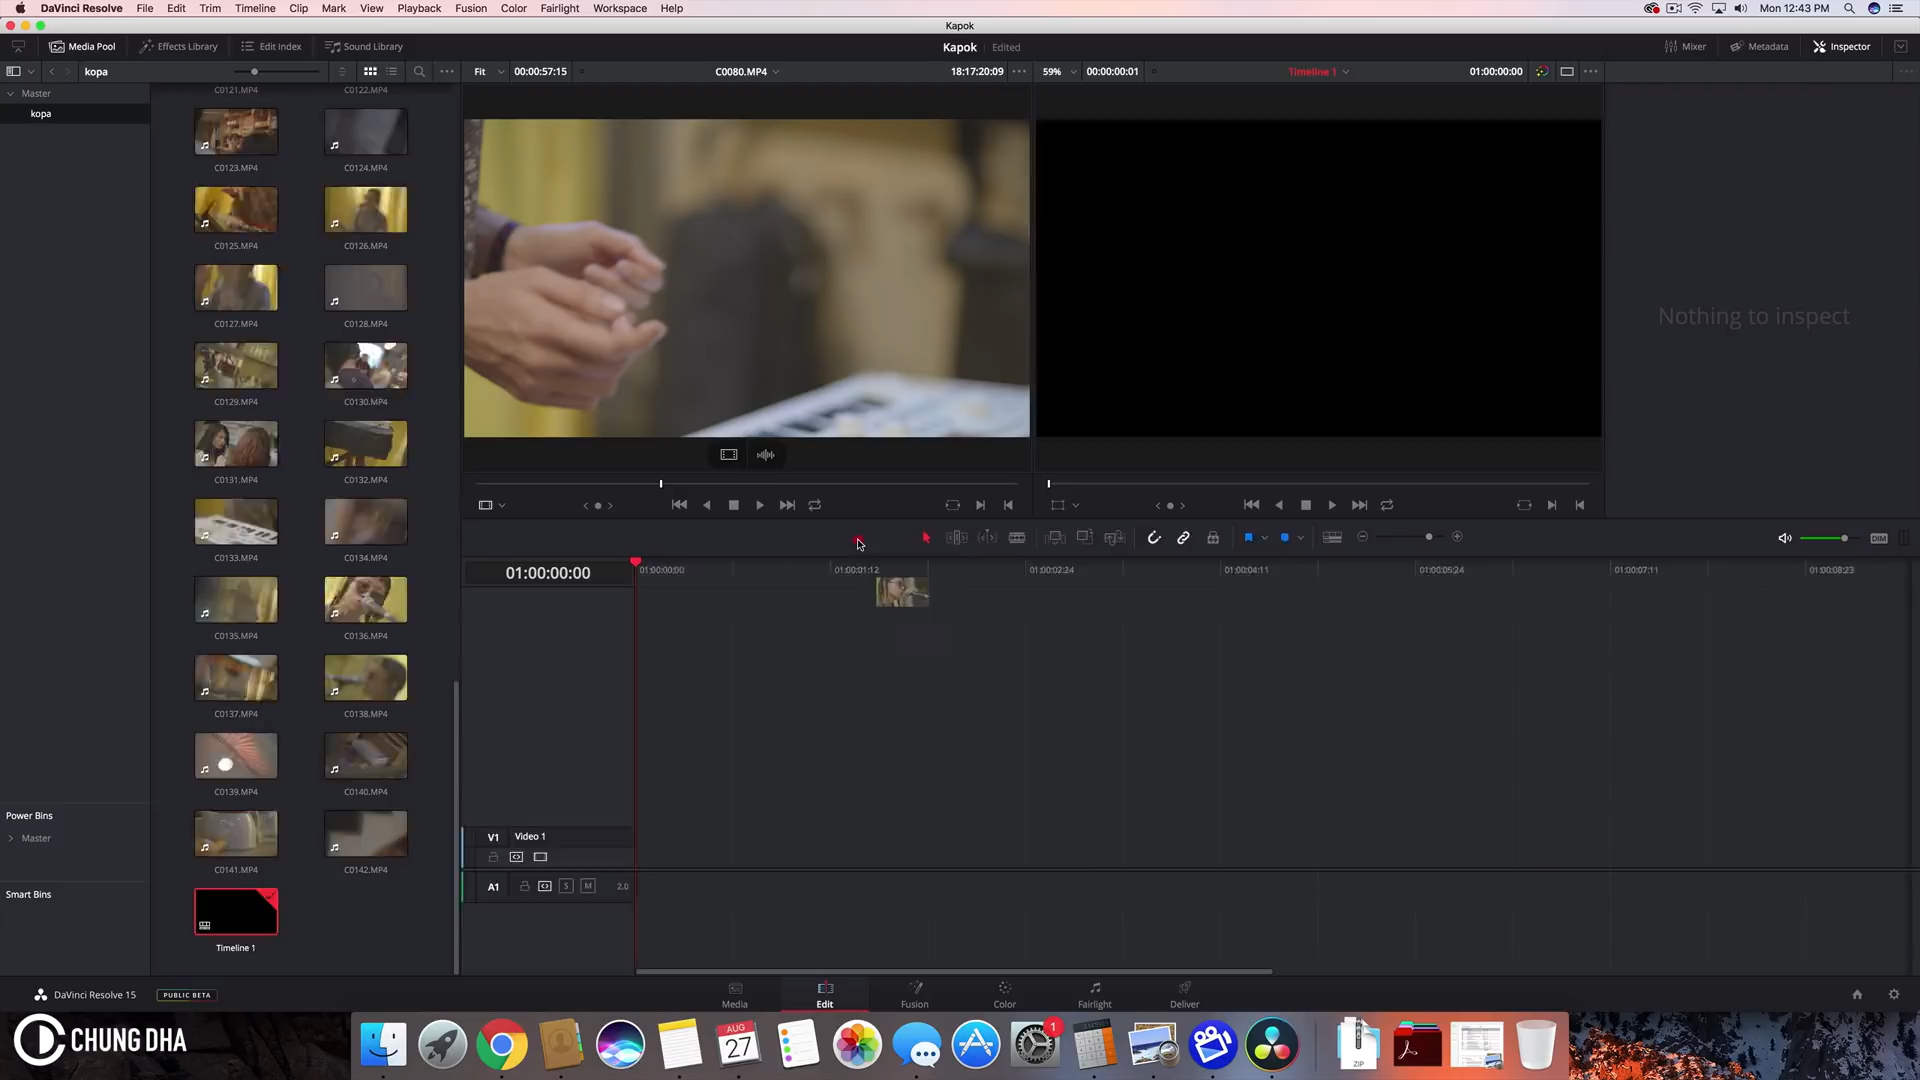 DaVinci Resolve File Edit Trim Timeline Clip Mark View Playback Fusion Color Fairlight Workspace Help Mon 12:43 PM
Kapok
Media Pool Effects Library Edit Index Sound Library Kapok Edited Mixer Metadata Inspector
kopa Fit 00:00:57:15 C0080.MP4 18:17:20:09 59% 00:00:00:01 Timeline 1 01:00:00:00
Master
kopa
C0121.MP4 C0122.MP4
C0123.MP4 C0124.MP4
C0125.MP4 C0126.MP4
C0127.MP4 C0128.MP4
C0129.MP4 C0130.MP4
C0131.MP4 C0132.MP4
C0133.MP4 C0134.MP4
C0135.MP4 C0136.MP4
C0137.MP4 C0138.MP4
C0139.MP4 C0140.MP4
C0141.MP4 C0142.MP4
Timeline 1
Power Bins
Master
Smart Bins
Nothing to inspect
DIM
01:00:00:00 01:00:00:00 01:00:01:12 01:00:02:24 01:00:04:11 01:00:05:24 01:00:07:11 01:00:08:23
V1 Video 1
A1 S M 2.0
DaVinci Resolve 15 PUBLIC BETA
Media Edit Fusion Color Fairlight Deliver
CHUNG DHA
AUG
27
1
ZIP